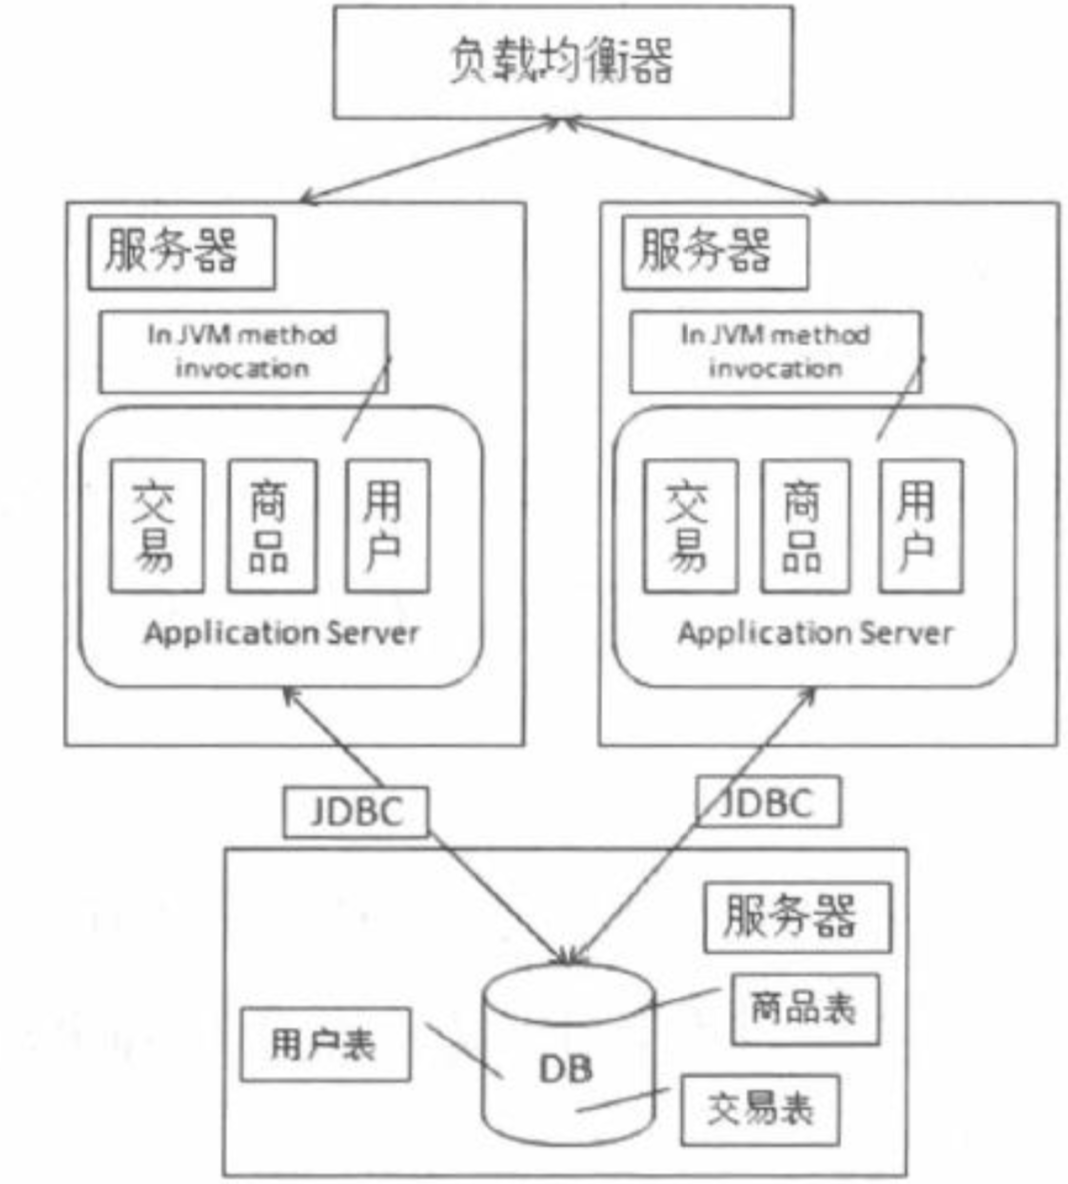 负载均衡器
服务器
服务器
In JVM method
invocation
In JVM method
invocation
交易
商品
用户
Application Server
交易
商品
用户
Application Server
JDBC
JDBC
服务器
商品表
用户表
DB
交易表